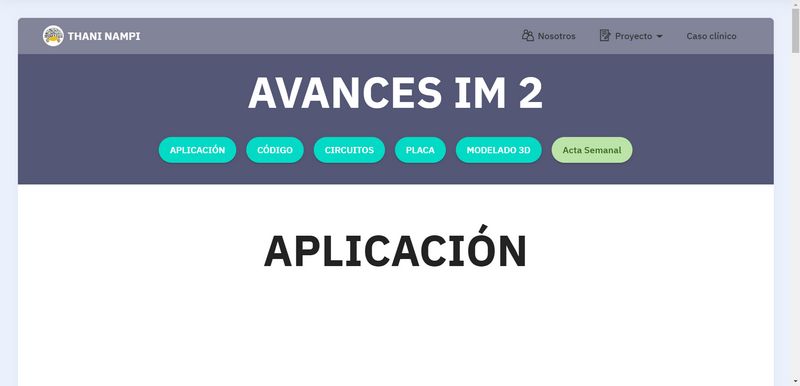 THANI NAMPI
Nosotros
Proyecto
Caso clínico
AVANCES IM 2
APLICACIÓN
CÓDIGO
CIRCUITOS
PLACA
MODELADO 3D
Acta Semanal
APLICACIÓN